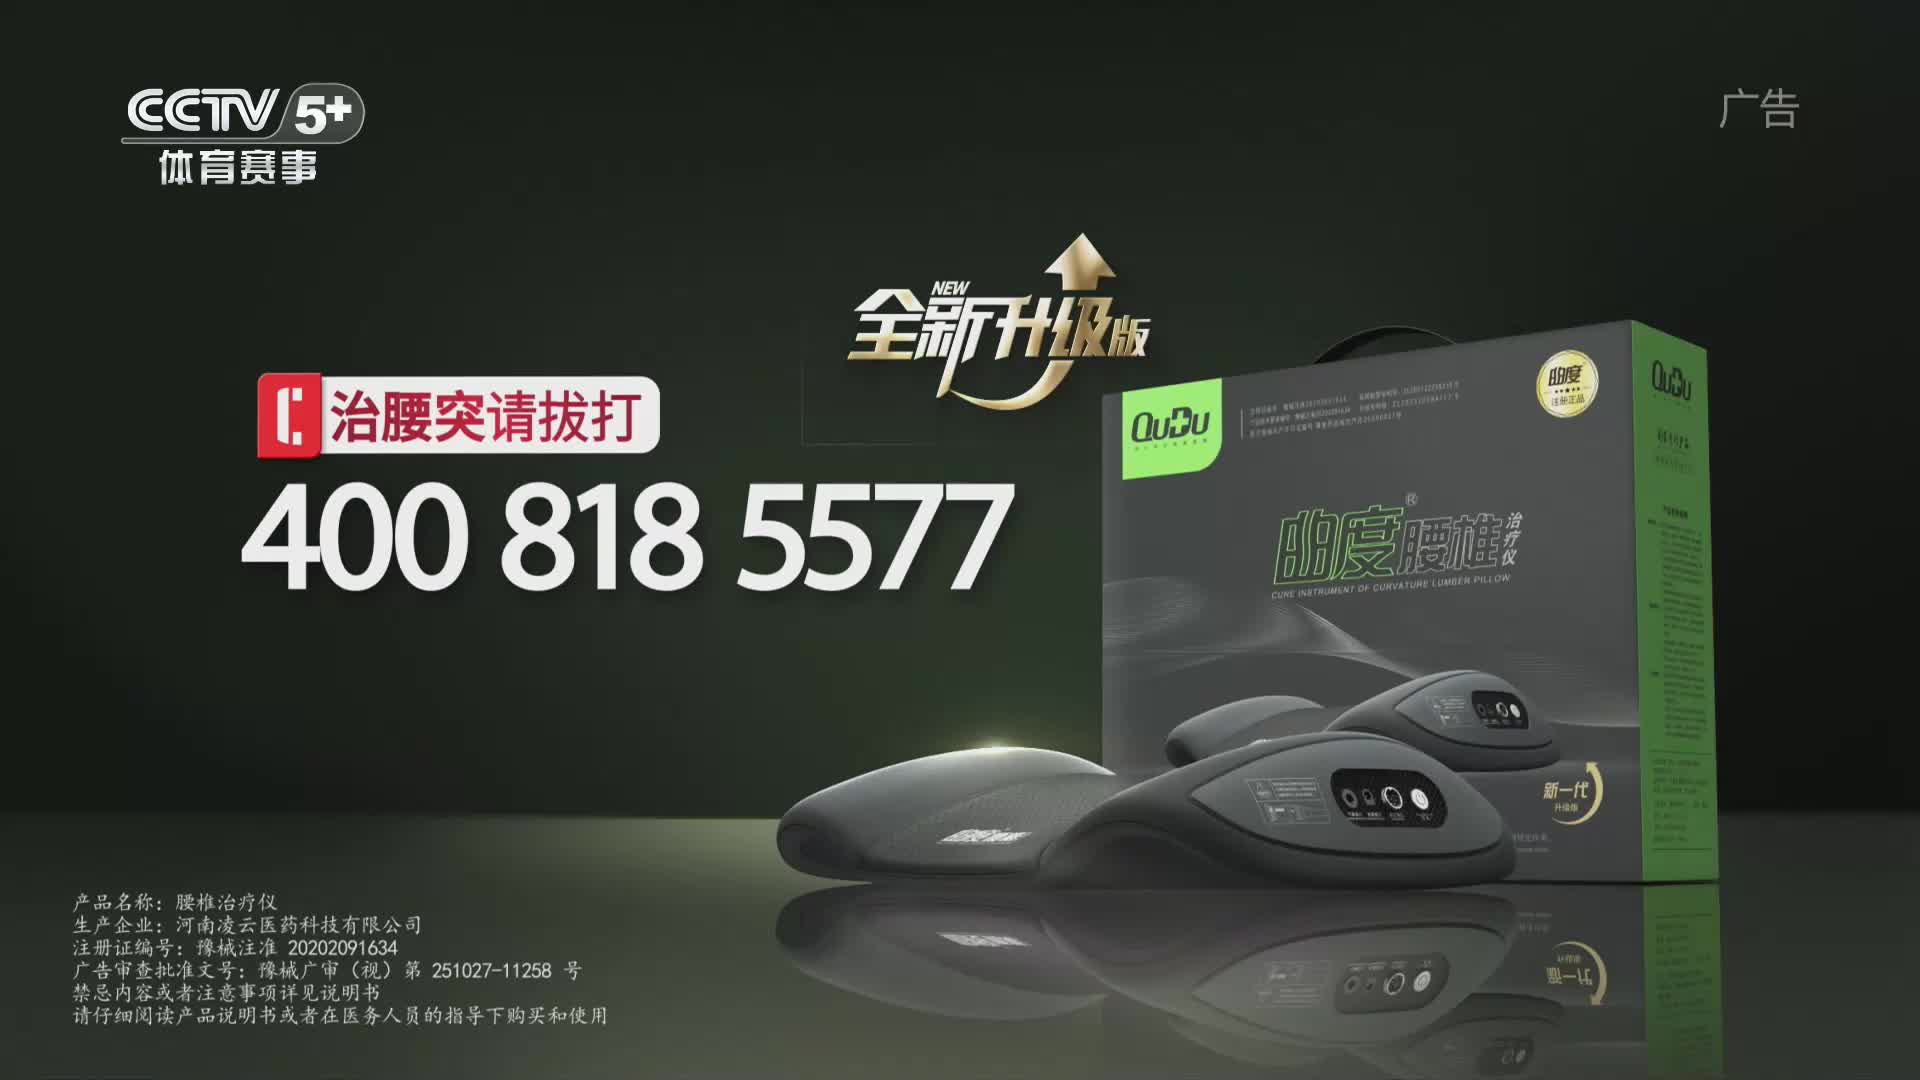 CCTV 5+
体育赛事
广告
NEW
全新升级版
治腰突请拔打
400 818 5577
QuDu
曲度
注册正品
QuDu
曲度®腰椎治疗仪
CURE INSTRUMENT OF CURVATURE LUMBER PILLOW
新一代
升级版
产品名称：腰椎治疗仪
生产企业：河南凌云医药科技有限公司
注册证编号：豫械注准 20202091634
广告审查批准文号：豫械广审（视）第 251027-11258 号
禁忌内容或者注意事项详见说明书
请仔细阅读产品说明书或者在医务人员的指导下购买和使用